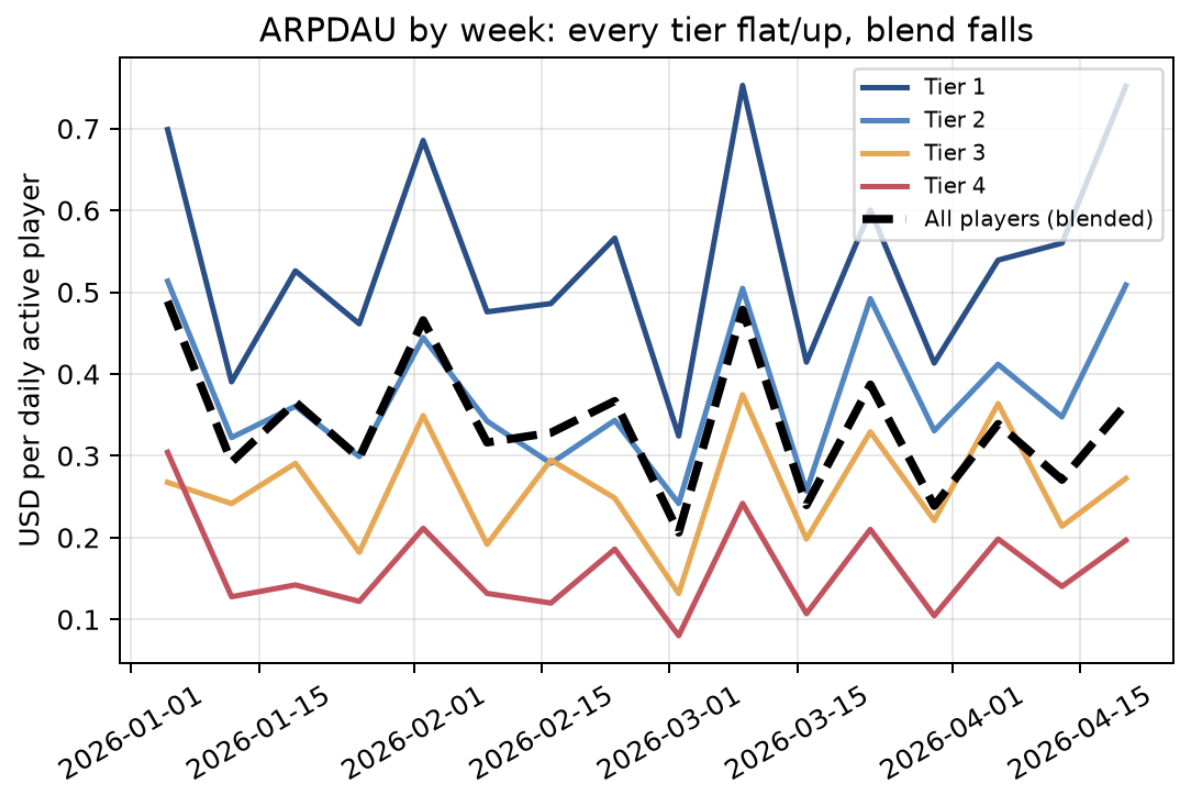 ARPDAU by week: every tier flat/up, blend falls
USD per daily active player
0.7
0.6
0.5
0.4
0.3
0.2
0.1
Tier 1
Tier 2
Tier 3
Tier 4
All players (blended)
2026-01-01
2026-01-15
2026-02-01
2026-02-15
2026-03-01
2026-03-15
2026-04-01
2026-04-15